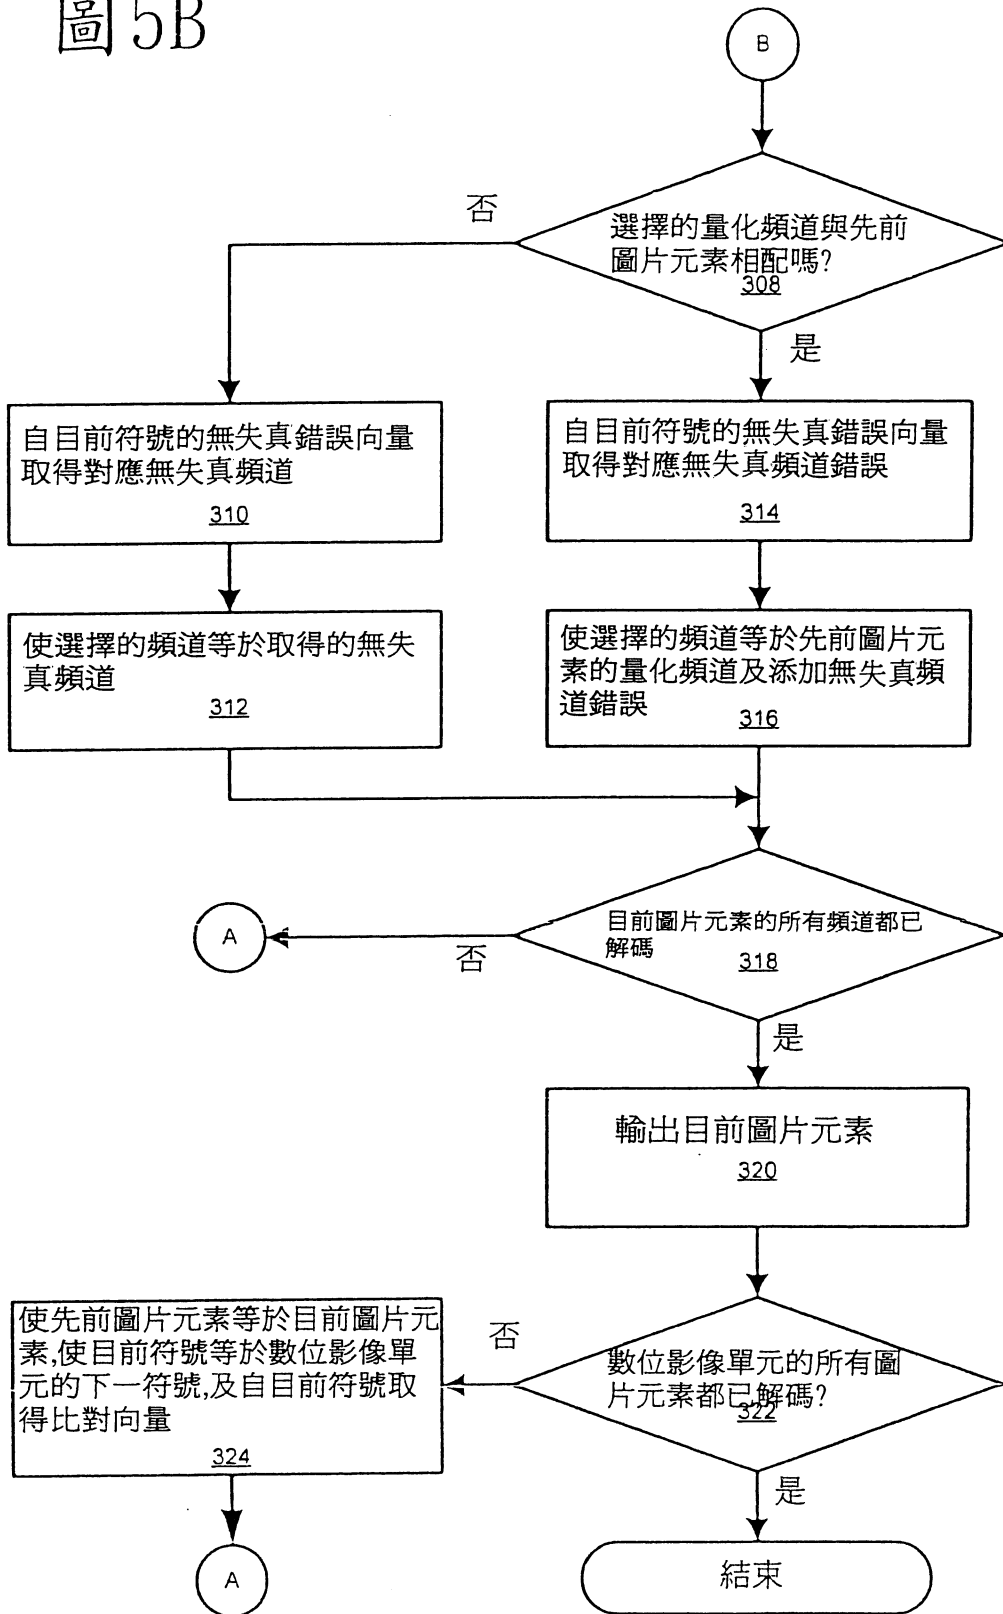 圖5B
B
選擇的量化頻道與先前
圖片元素相配嗎?
308
否
是
自目前符號的無失真錯誤向量
取得對應無失真頻道
310
自目前符號的無失真錯誤向量
取得對應無失真頻道錯誤
314
使選擇的頻道等於取得的無失
真頻道
312
使選擇的頻道等於先前圖片元
素的量化頻道及添加無失真頻
道錯誤
316
目前圖片元素的所有頻道都已
解碼
318
A
否
是
輸出目前圖片元素
320
數位影像單元的所有圖
片元素都已解碼?
322
否
是
使先前圖片元素等於目前圖片元
素,使目前符號等於數位影像單
元的下一符號,及自目前符號取
得比對向量
324
A
結束